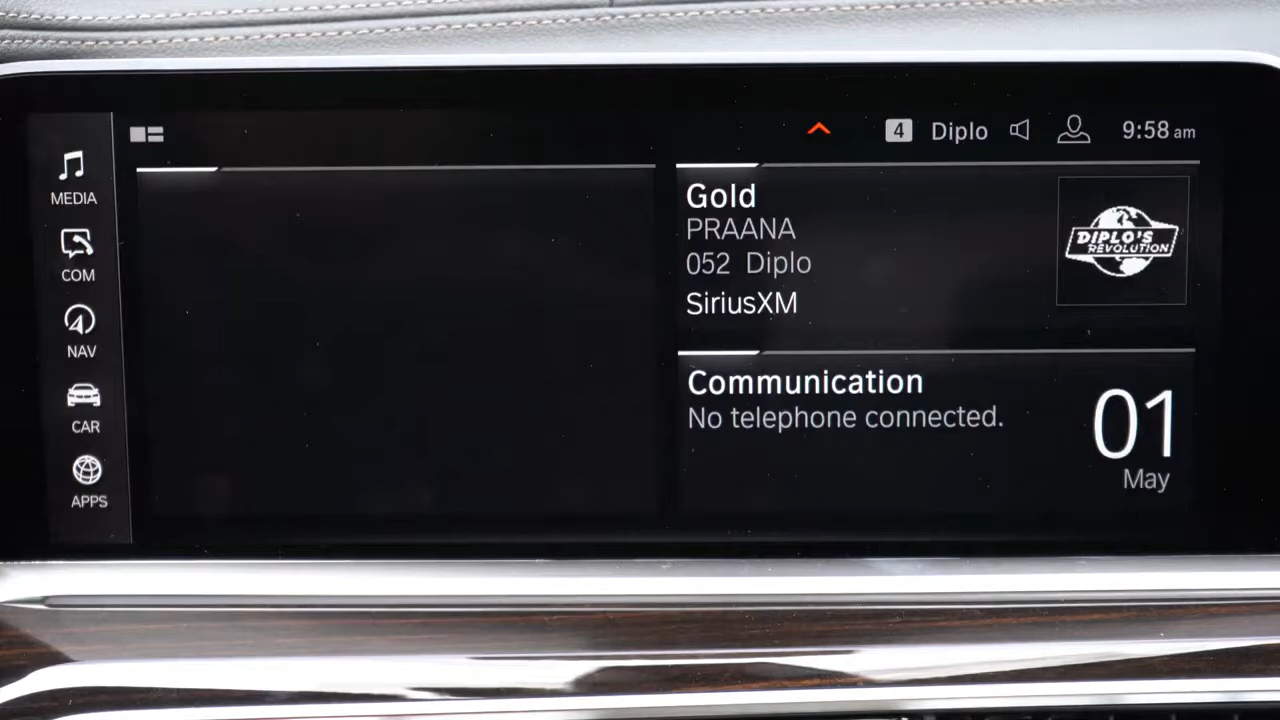 4 Diplo 9:58 am
MEDIA
COM
NAV
CAR
APPS
Gold
PRAANA
052 Diplo
SiriusXM
DIPLO'S
REVOLUTION
Communication
No telephone connected.
01
May